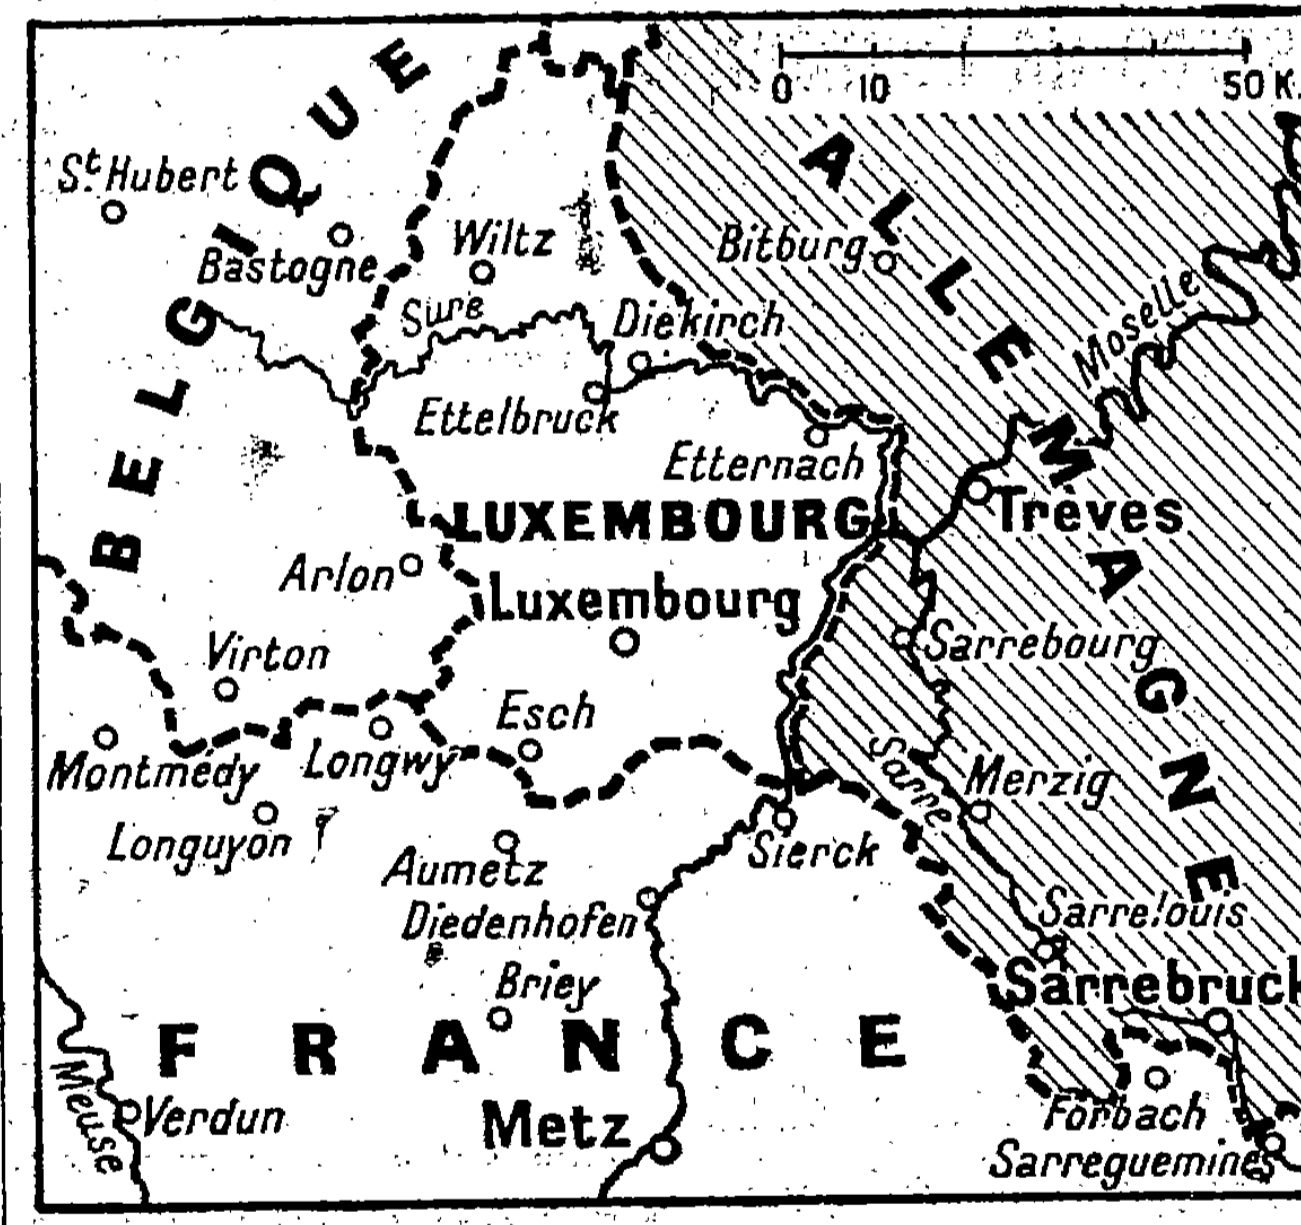 0 10 50 K.
BELGIQUE
ALLEMAGNE
St. Hubert
Bastogne
Wiltz
Bitburg
Sure
Diekirch
Moselle
Ettelbruck
Etternach
LUXEMBOURG
Trèves
Arlon
Luxembourg
Sarrebourg
Virton
Esch
Montmédy
Longwy
Sarre
Merzig
Longuyon
Aumetz
Sierck
Diedenhofen
Sarrelouis
Briey
Sarrebruck
FRANCE
Meuse
Verdun
Metz
Forbach
Sarreguemines